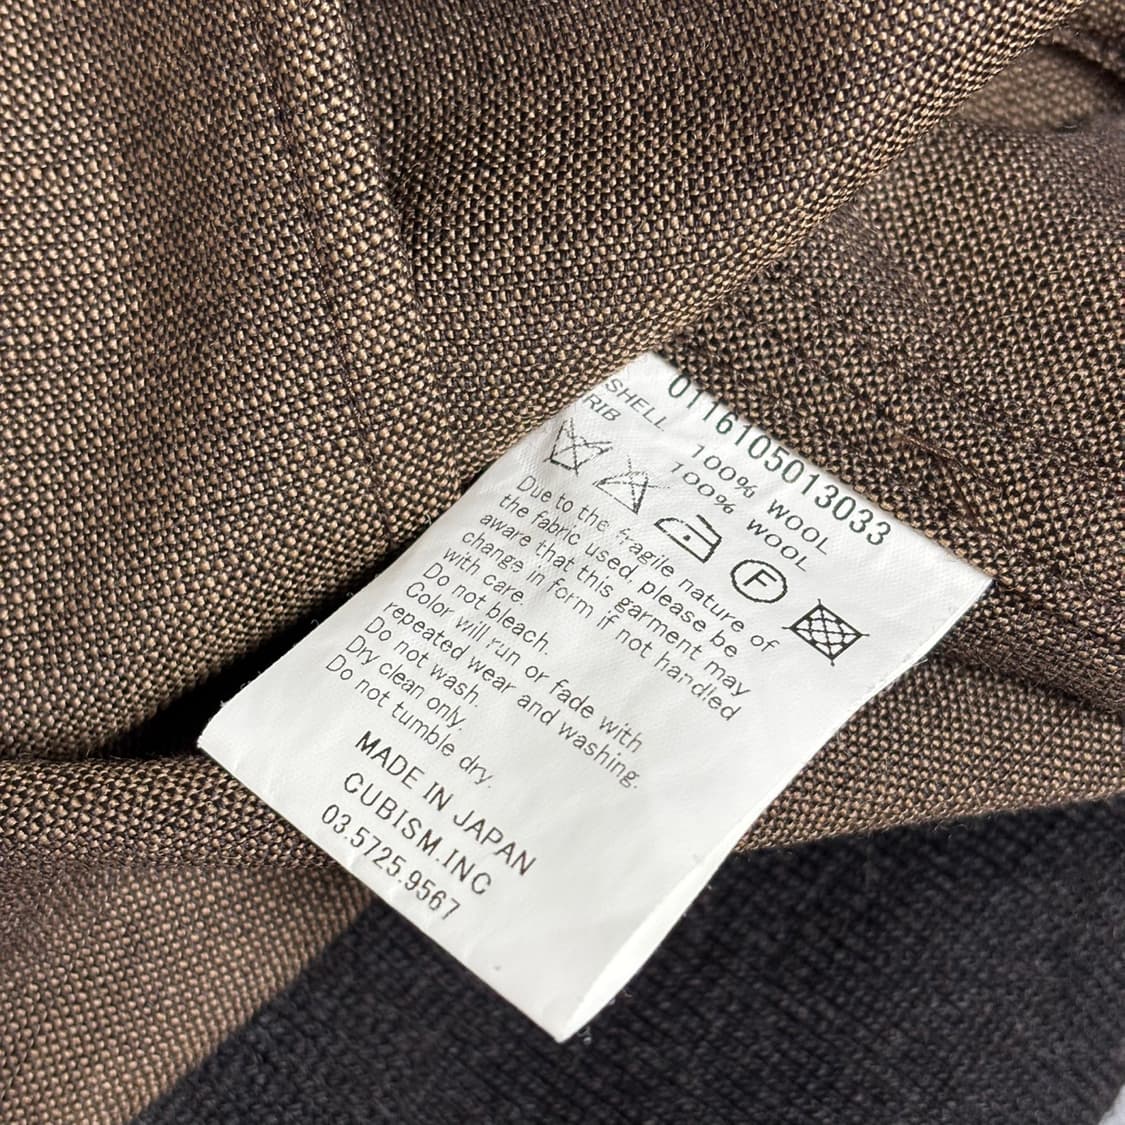 0116105013033
SHELL 100% WOOL
RIB 100% WOOL
F
Due to the fragile nature of
the fabric used, please be
aware that this garment may
change in form if not handled
with care.
Do not bleach.
Color will run or fade with
repeated wear and washing.
Do not wash.
Dry clean only.
Do not tumble dry.
MADE IN JAPAN
CUBISM.INC
03.5725.9567